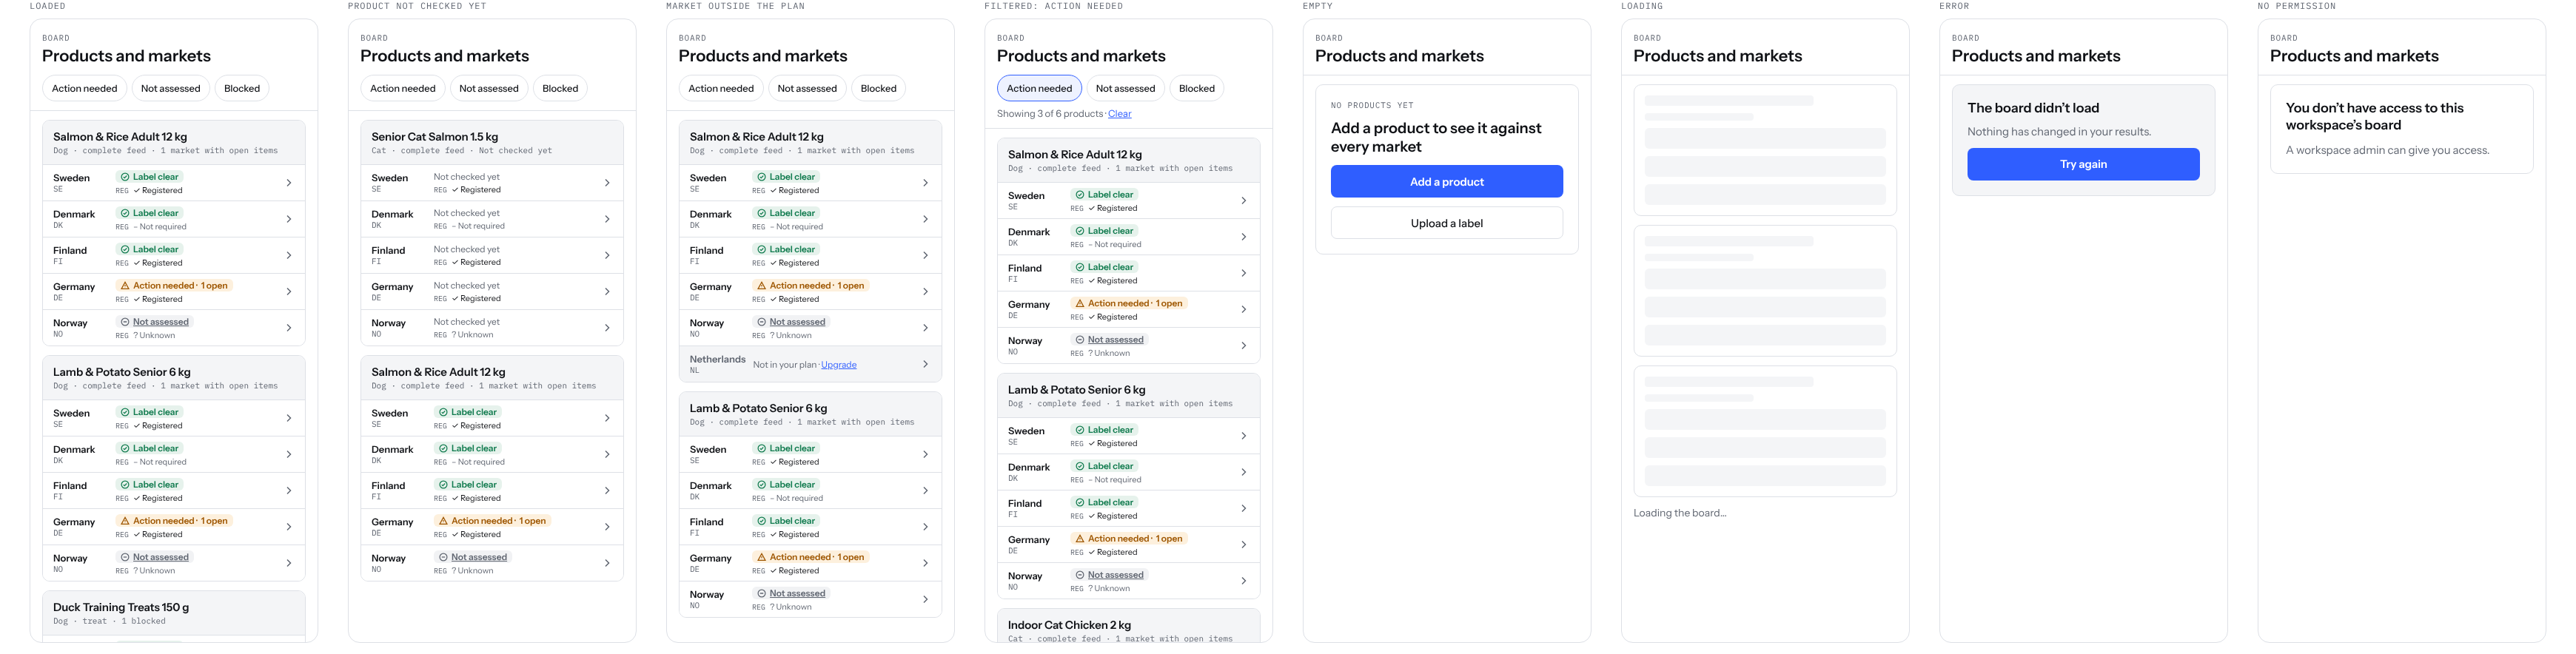 LOADED
BOARD
Products and markets
Action needed
Not assessed
Blocked
Salmon & Rice Adult 12 kg
Dog · complete feed · 1 market with open items
Sweden
SE
Label clear
REG ✓ Registered
Denmark
DK
Label clear
REG – Not required
Finland
FI
Label clear
REG ✓ Registered
Germany
DE
Action needed · 1 open
REG ✓ Registered
Norway
NO
Not assessed
REG ? Unknown
Lamb & Potato Senior 6 kg
Dog · complete feed · 1 market with open items
Sweden
SE
Label clear
REG ✓ Registered
Denmark
DK
Label clear
REG – Not required
Finland
FI
Label clear
REG ✓ Registered
Germany
DE
Action needed · 1 open
REG ✓ Registered
Norway
NO
Not assessed
REG ? Unknown
Duck Training Treats 150 g
Dog · treat · 1 blocked
PRODUCT NOT CHECKED YET
BOARD
Products and markets
Action needed
Not assessed
Blocked
Senior Cat Salmon 1.5 kg
Cat · complete feed · Not checked yet
Sweden
SE
Not checked yet
REG ✓ Registered
Denmark
DK
Not checked yet
REG – Not required
Finland
FI
Not checked yet
REG ✓ Registered
Germany
DE
Not checked yet
REG ✓ Registered
Norway
NO
Not checked yet
REG ? Unknown
Salmon & Rice Adult 12 kg
Dog · complete feed · 1 market with open items
Sweden
SE
Label clear
REG ✓ Registered
Denmark
DK
Label clear
REG – Not required
Finland
FI
Label clear
REG ✓ Registered
Germany
DE
Action needed · 1 open
REG ✓ Registered
Norway
NO
Not assessed
REG ? Unknown
MARKET OUTSIDE THE PLAN
BOARD
Products and markets
Action needed
Not assessed
Blocked
Salmon & Rice Adult 12 kg
Dog · complete feed · 1 market with open items
Sweden
SE
Label clear
REG ✓ Registered
Denmark
DK
Label clear
REG – Not required
Finland
FI
Label clear
REG ✓ Registered
Germany
DE
Action needed · 1 open
REG ✓ Registered
Norway
NO
Not assessed
REG ? Unknown
Netherlands
NL
Not in your plan · Upgrade
Lamb & Potato Senior 6 kg
Dog · complete feed · 1 market with open items
Sweden
SE
Label clear
REG ✓ Registered
Denmark
DK
Label clear
REG – Not required
Finland
FI
Label clear
REG ✓ Registered
Germany
DE
Action needed · 1 open
REG ✓ Registered
Norway
NO
Not assessed
REG ? Unknown
FILTERED: ACTION NEEDED
BOARD
Products and markets
Action needed
Not assessed
Blocked
Showing 3 of 6 products · Clear
Salmon & Rice Adult 12 kg
Dog · complete feed · 1 market with open items
Sweden
SE
Label clear
REG ✓ Registered
Denmark
DK
Label clear
REG – Not required
Finland
FI
Label clear
REG ✓ Registered
Germany
DE
Action needed · 1 open
REG ✓ Registered
Norway
NO
Not assessed
REG ? Unknown
Lamb & Potato Senior 6 kg
Dog · complete feed · 1 market with open items
Sweden
SE
Label clear
REG ✓ Registered
Denmark
DK
Label clear
REG – Not required
Finland
FI
Label clear
REG ✓ Registered
Germany
DE
Action needed · 1 open
REG ✓ Registered
Norway
NO
Not assessed
REG ? Unknown
Indoor Cat Chicken 2 kg
Cat · complete feed · 1 market with open items
EMPTY
BOARD
Products and markets
NO PRODUCTS YET
Add a product to see it against
every market
Add a product
Upload a label
LOADING
BOARD
Products and markets
Loading the board…
ERROR
BOARD
Products and markets
The board didn’t load
Nothing has changed in your results.
Try again
NO PERMISSION
BOARD
Products and markets
You don’t have access to this
workspace’s board
A workspace admin can give you access.